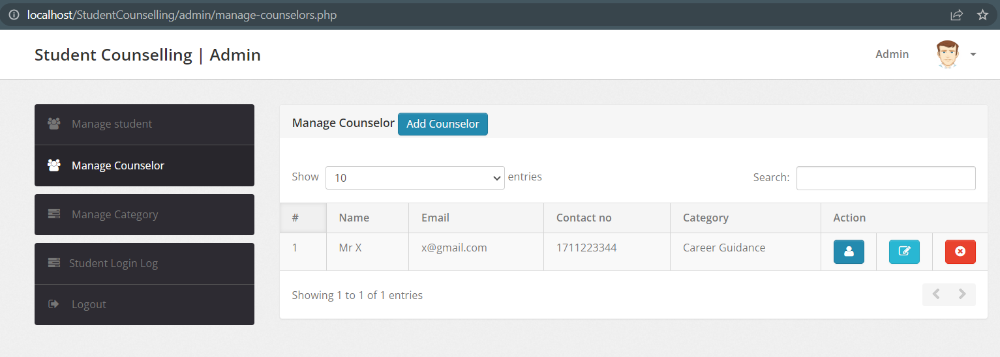 localhost/StudentCounselling/admin/manage-counselors.php
Student Counselling | Admin
Admin
Manage student
Manage Counselor
Manage Category
Student Login Log
Logout
Manage Counselor Add Counselor
Show 10 entries Search:
# Name Email Contact no Category Action
1 Mr X x@gmail.com 1711223344 Career Guidance
Showing 1 to 1 of 1 entries